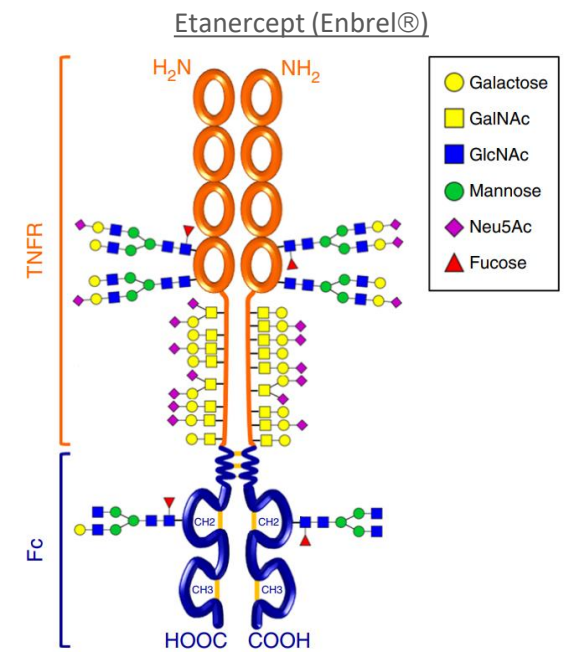 Etanercept (Enbrel®)
H₂N
NH₂
Galactose
GalNAc
GlcNAc
Mannose
Neu5Ac
Fucose
TNFR
Fc
CH2
CH2
CH3
CH3
HOOC
COOH